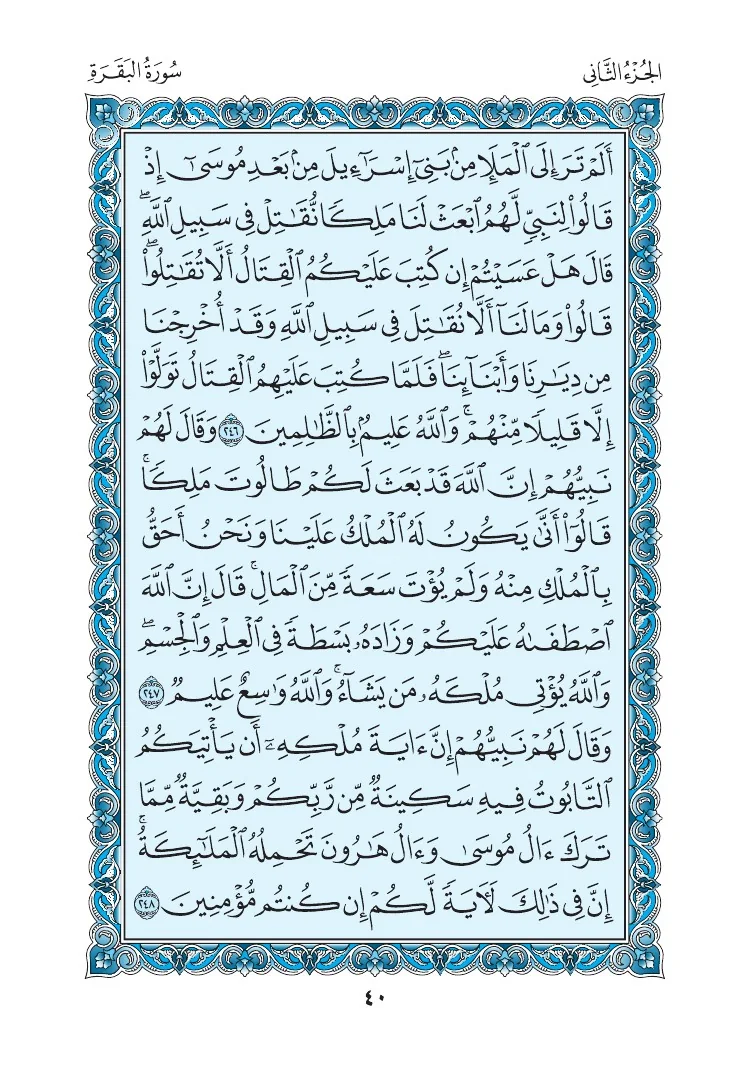 الجُزْءُ الثَّانِي
سُورَةُ البَقَرَةِ
أَلَمْ تَرَ إِلَى ٱلْمَلَإِ مِنۢ بَنِىٓ إِسْرَٰٓءِيلَ مِنۢ بَعْدِ مُوسَىٰٓ إِذْ
قَالُوا۟ لِنَبِىٍّ لَّهُمُ ٱبْعَثْ لَنَا مَلِكًا نُّقَٰتِلْ فِى سَبِيلِ ٱللَّهِۖ
قَالَ هَلْ عَسَيْتُمْ إِن كُتِبَ عَلَيْكُمُ ٱلْقِتَالُ أَلَّا تُقَٰتِلُوا۟ۖ
قَالُوا۟ وَمَا لَنَآ أَلَّا نُقَٰتِلَ فِى سَبِيلِ ٱللَّهِ وَقَدْ أُخْرِجْنَا
مِن دِيَٰرِنَا وَأَبْنَآئِنَاۖ فَلَمَّا كُتِبَ عَلَيْهِمُ ٱلْقِتَالُ تَوَلَّوْا۟
إِلَّا قَلِيلًا مِّنْهُمْۚ وَٱللَّهُ عَلِيمٌۢ بِٱلظَّٰلِمِينَ ٢٤٦ وَقَالَ لَهُمْ
نَبِيُّهُمْ إِنَّ ٱللَّهَ قَدْ بَعَثَ لَكُمْ طَالُوتَ مَلِكًاۚ
قَالُوٓا۟ أَنَّىٰ يَكُونُ لَهُ ٱلْمُلْكُ عَلَيْنَا وَنَحْنُ أَحَقُّ
بِٱلْمُلْكِ مِنْهُ وَلَمْ يُؤْتَ سَعَةً مِّنَ ٱلْمَالِۚ قَالَ إِنَّ ٱللَّهَ
ٱصْطَفَىٰهُ عَلَيْكُمْ وَزَادَهُۥ بَسْطَةً فِى ٱلْعِلْمِ وَٱلْجِسْمِۖ
وَٱللَّهُ يُؤْتِى مُلْكَهُۥ مَن يَشَآءُۚ وَٱللَّهُ وَٰسِعٌ عَلِيمٌ ٢٤٧
وَقَالَ لَهُمْ نَبِيُّهُمْ إِنَّ ءَايَةَ مُلْكِهِۦٓ أَن يَأْتِيَكُمُ
ٱلتَّابُوتُ فِيهِ سَكِينَةٌ مِّن رَّبِّكُمْ وَبَقِيَّةٌ مِّمَّا
تَرَكَ ءَالُ مُوسَىٰ وَءَالُ هَٰرُونَ تَحْمِلُهُ ٱلْمَلَٰٓئِكَةُۚ
إِنَّ فِى ذَٰلِكَ لَءَايَةً لَّكُمْ إِن كُنتُم مُّؤْمِنِينَ ٢٤٨
٤٠